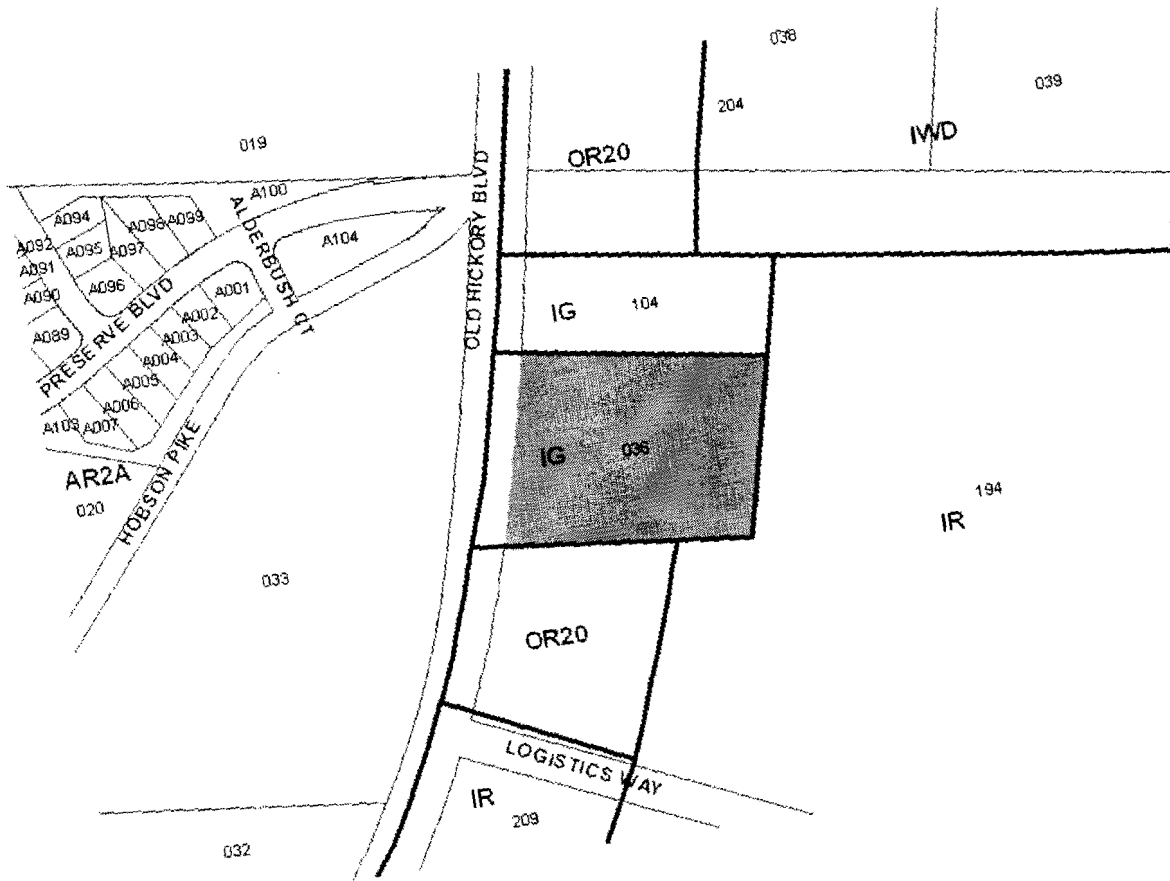 038
039
204
IWD
019
OR20
A100
A094
A098
A099
ALDERBUSH CT
OLD HICKORY BLVD
A092
A095
A097
A104
A091
A090
A096
A001
A002
IG
104
A089
PRESERVE BLVD
A003
A004
A005
A006
A103
A007
IG
036
AR2A
020
HOBSON PIKE
194
IR
033
OR20
LOGISTICS WAY
IR
209
032